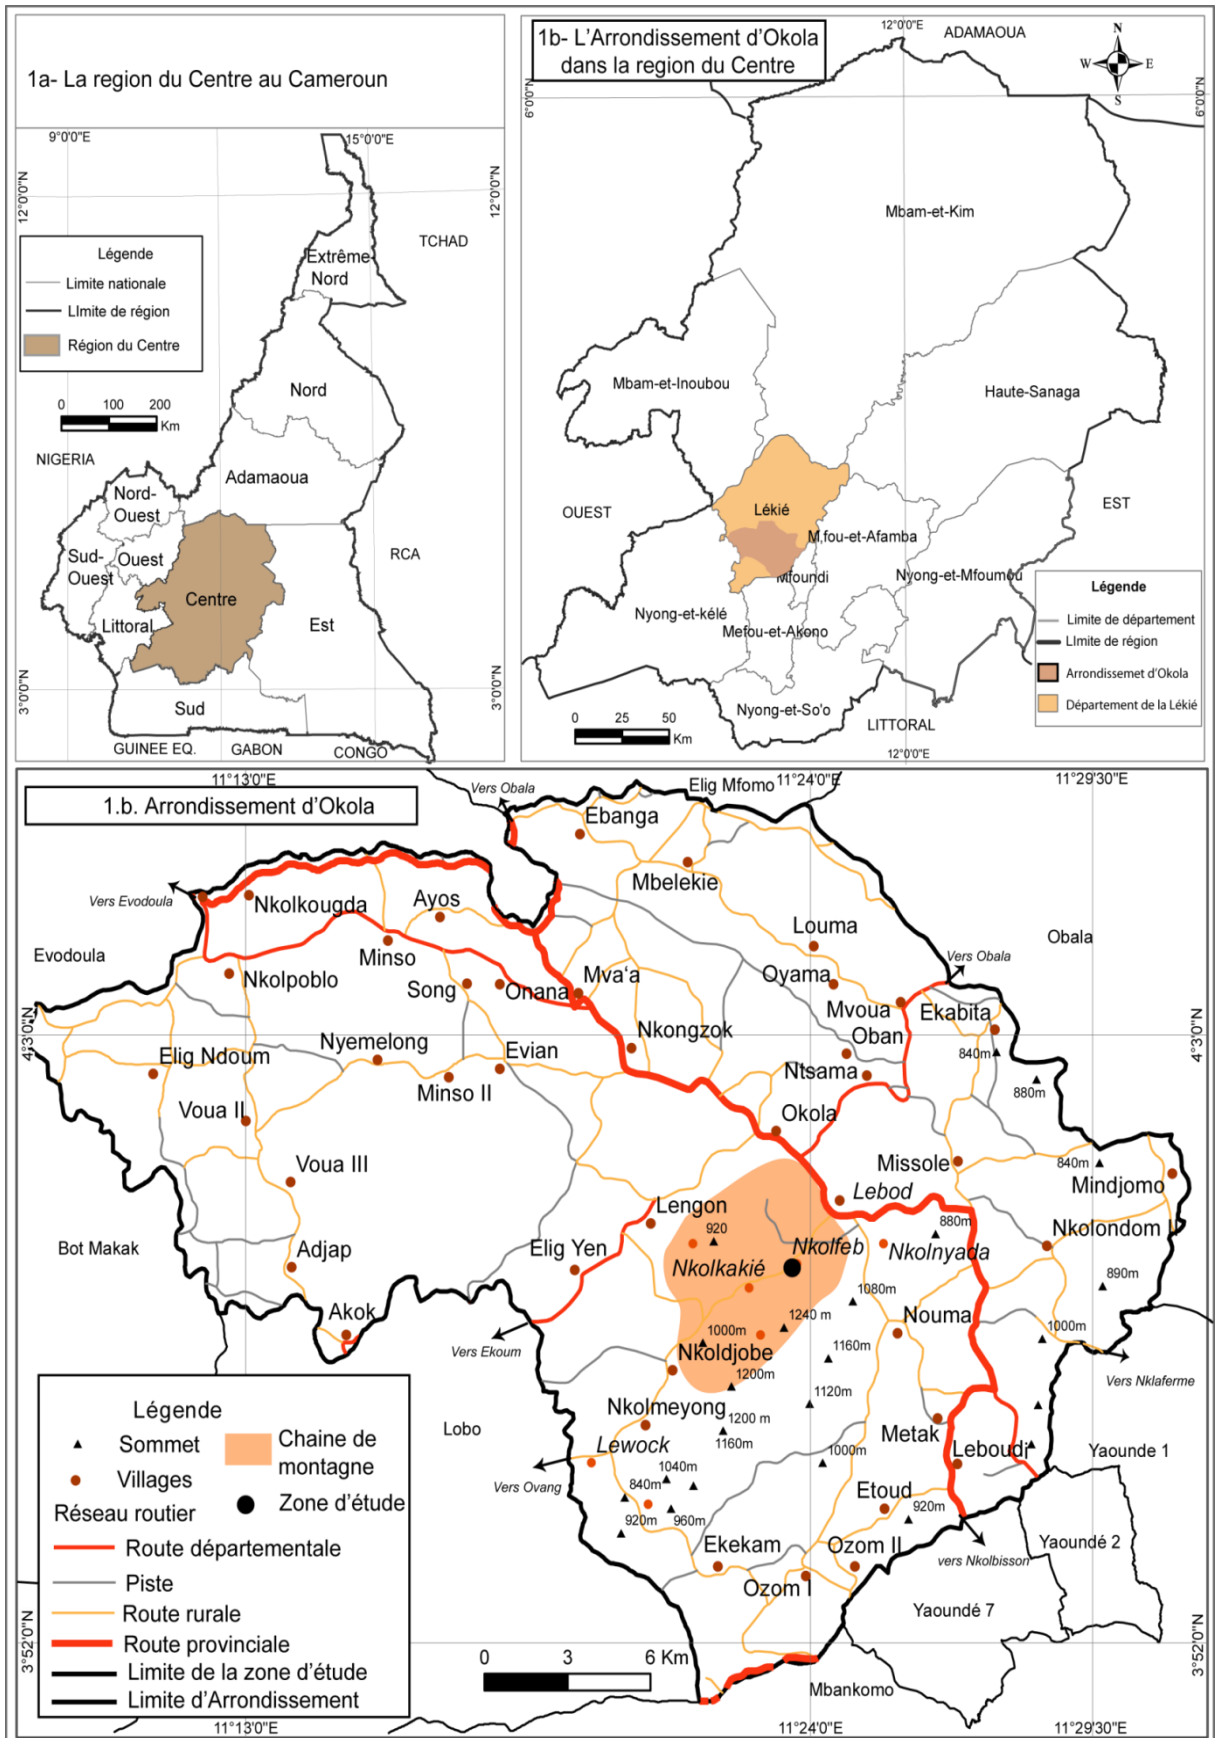 1a- La region du Centre au Cameroun
9°0'0"E
15°0'0"E
12°0'0"N
12°0'0"N
TCHAD
Légende
Limite nationale
LImite de région
Région du Centre
Extrême-
Nord
Nord
0 100 200
Km
NIGERIA
Adamaoua
Nord-
Ouest
Sud-
Ouest
Ouest
RCA
Centre
Littoral
Est
3°0'0"N
3°0'0"N
Sud
GUINEE EQ.
GABON
CONGO
1b- L'Arrondissement d'Okola
dans la region du Centre
12°0'0"E
ADAMAOUA
N
W
E
S
6°0'0"N
6°0'0"N
Mbam-et-Kim
Mbam-et-Inoubou
Haute-Sanaga
OUEST
Lékié
EST
M,fou-et-Afamba
Mfoundi
Nyong-et-Mfoumou
Nyong-et-kélé
Mefou-et-Akono
Nyong-et-So'o
LITTORAL
0 25 50
Km
12°0'0"E
Légende
Limite de département
LImite de région
Arrondissemet d'Okola
Département de la Lékié
11°13'0"E
11°24'0"E
11°29'30"E
1.b. Arrondissement d'Okola
Vers Obala
Elig Mfomo
Ebanga
Mbelekie
Vers Evodoula
Nkolkougda
Ayos
Louma
Evodoula
Minso
Obala
Vers Obala
Nkolpoblo
Song
Onana
Mva'a
Oyama
Mvoua
Ekabita
4°3'0"N
4°3'0"N
Oban
Nkongzok
Nyemelong
Evian
840m
Elig Ndoum
Minso II
Ntsama
880m
Voua II
Okola
Voua III
Missole
840m
Mindjomo
Lebod
Lengon
920
880m
Nkolondom II
Bot Makak
Adjap
Elig Yen
Nkolfeb
Nkolnyada
Nkolkakié
890m
1080m
Akok
1240 m
Nouma
1000m
1000m
Vers Ekoum
Nkoldjobe
1160m
Vers Nklaferme
1200m
1120m
Nkolmeyong
1200 m
Lobo
1160m
Metak
Lewock
Leboudi
Yaounde 1
1000m
1040m
Vers Ovang
840m
Etoud
920m
960m
920m
Yaoundé 2
Ekekam
Ozom II
vers Nkolbisson
Ozom I
Yaoundé 7
3°52'0"N
3°52'0"N
0 3 6 Km
Mbankomo
Légende
Sommet
Villages
Chaine de
montagne
Zone d'étude
Réseau routier
Route départementale
Piste
Route rurale
Route provinciale
Limite de la zone d'étude
Limite d'Arrondissement
11°13'0"E
11°24'0"E
11°29'30"E